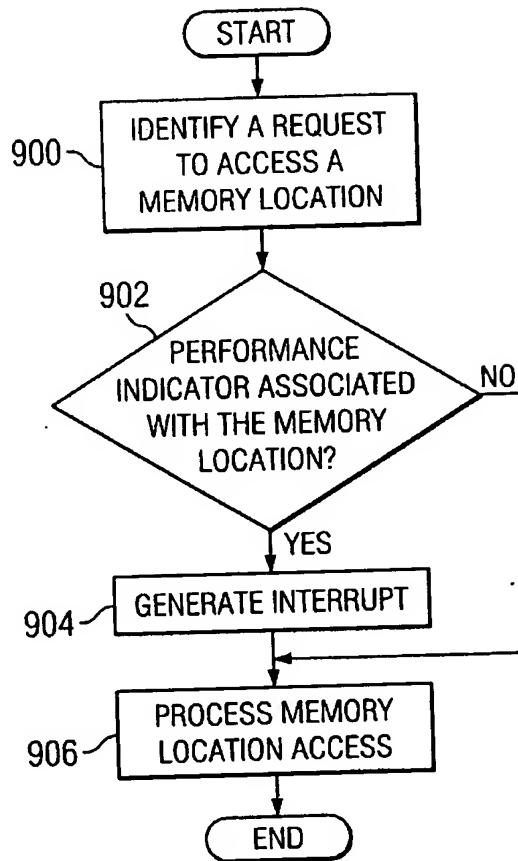 START
900
IDENTIFY A REQUEST
TO ACCESS A
MEMORY LOCATION
902
PERFORMANCE
INDICATOR ASSOCIATED
WITH THE MEMORY
LOCATION?
NO
YES
904
GENERATE INTERRUPT
906
PROCESS MEMORY
LOCATION ACCESS
END